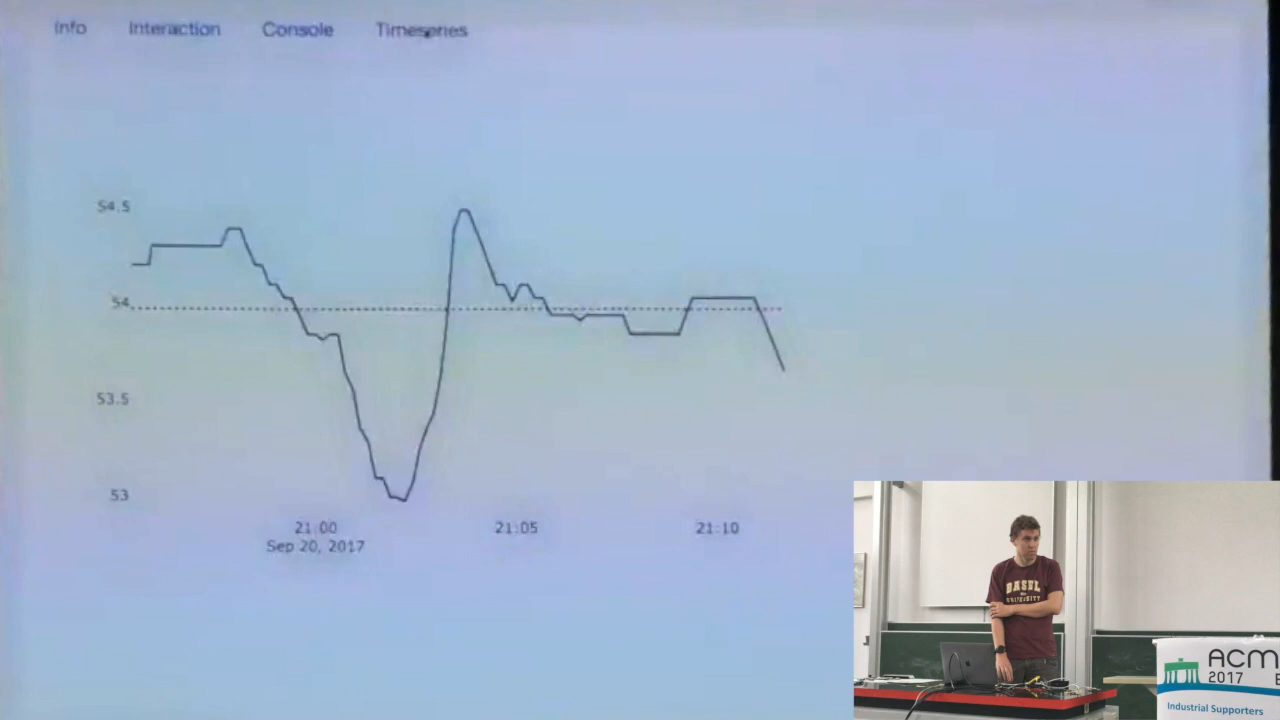 Info Interaction Console Timeseries
54.5
54
53.5
53
21:00 21:05 21:10
Sep 20, 2017
BASEL
UNIVERSITY
ACM
2017
Industrial Supporters